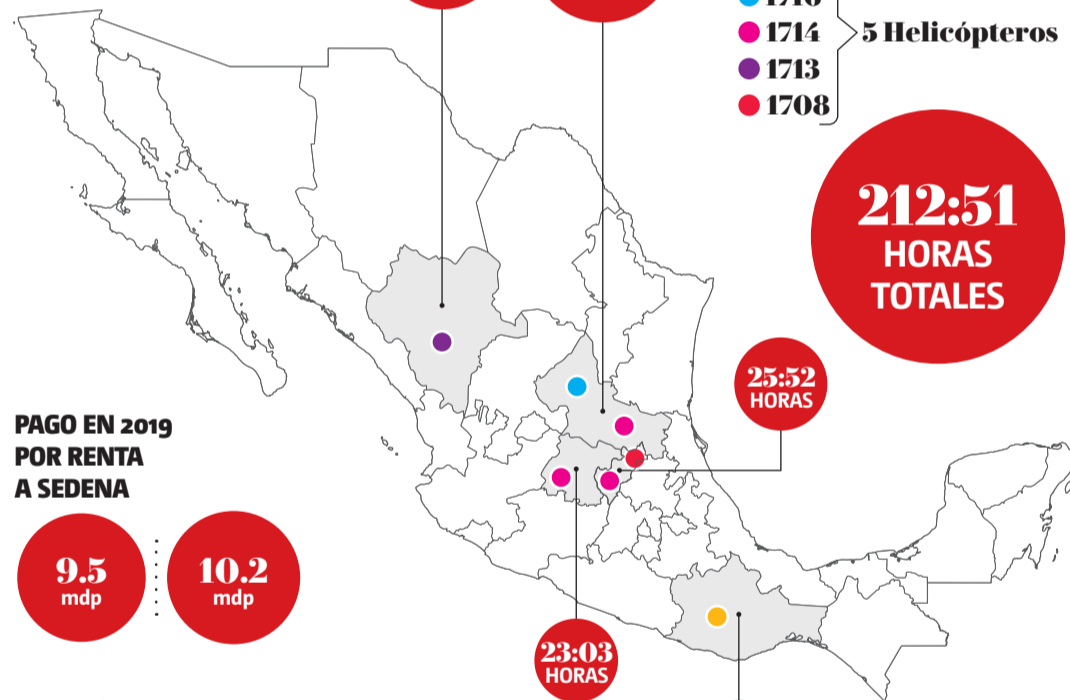 1714
5 Helicópteros
1713
1708
212:51
HORAS
TOTALES
25:52
HORAS
PAGO EN 2019
POR RENTA
A SEDENA
9.5
mdp
10.2
mdp
23:03
HORAS